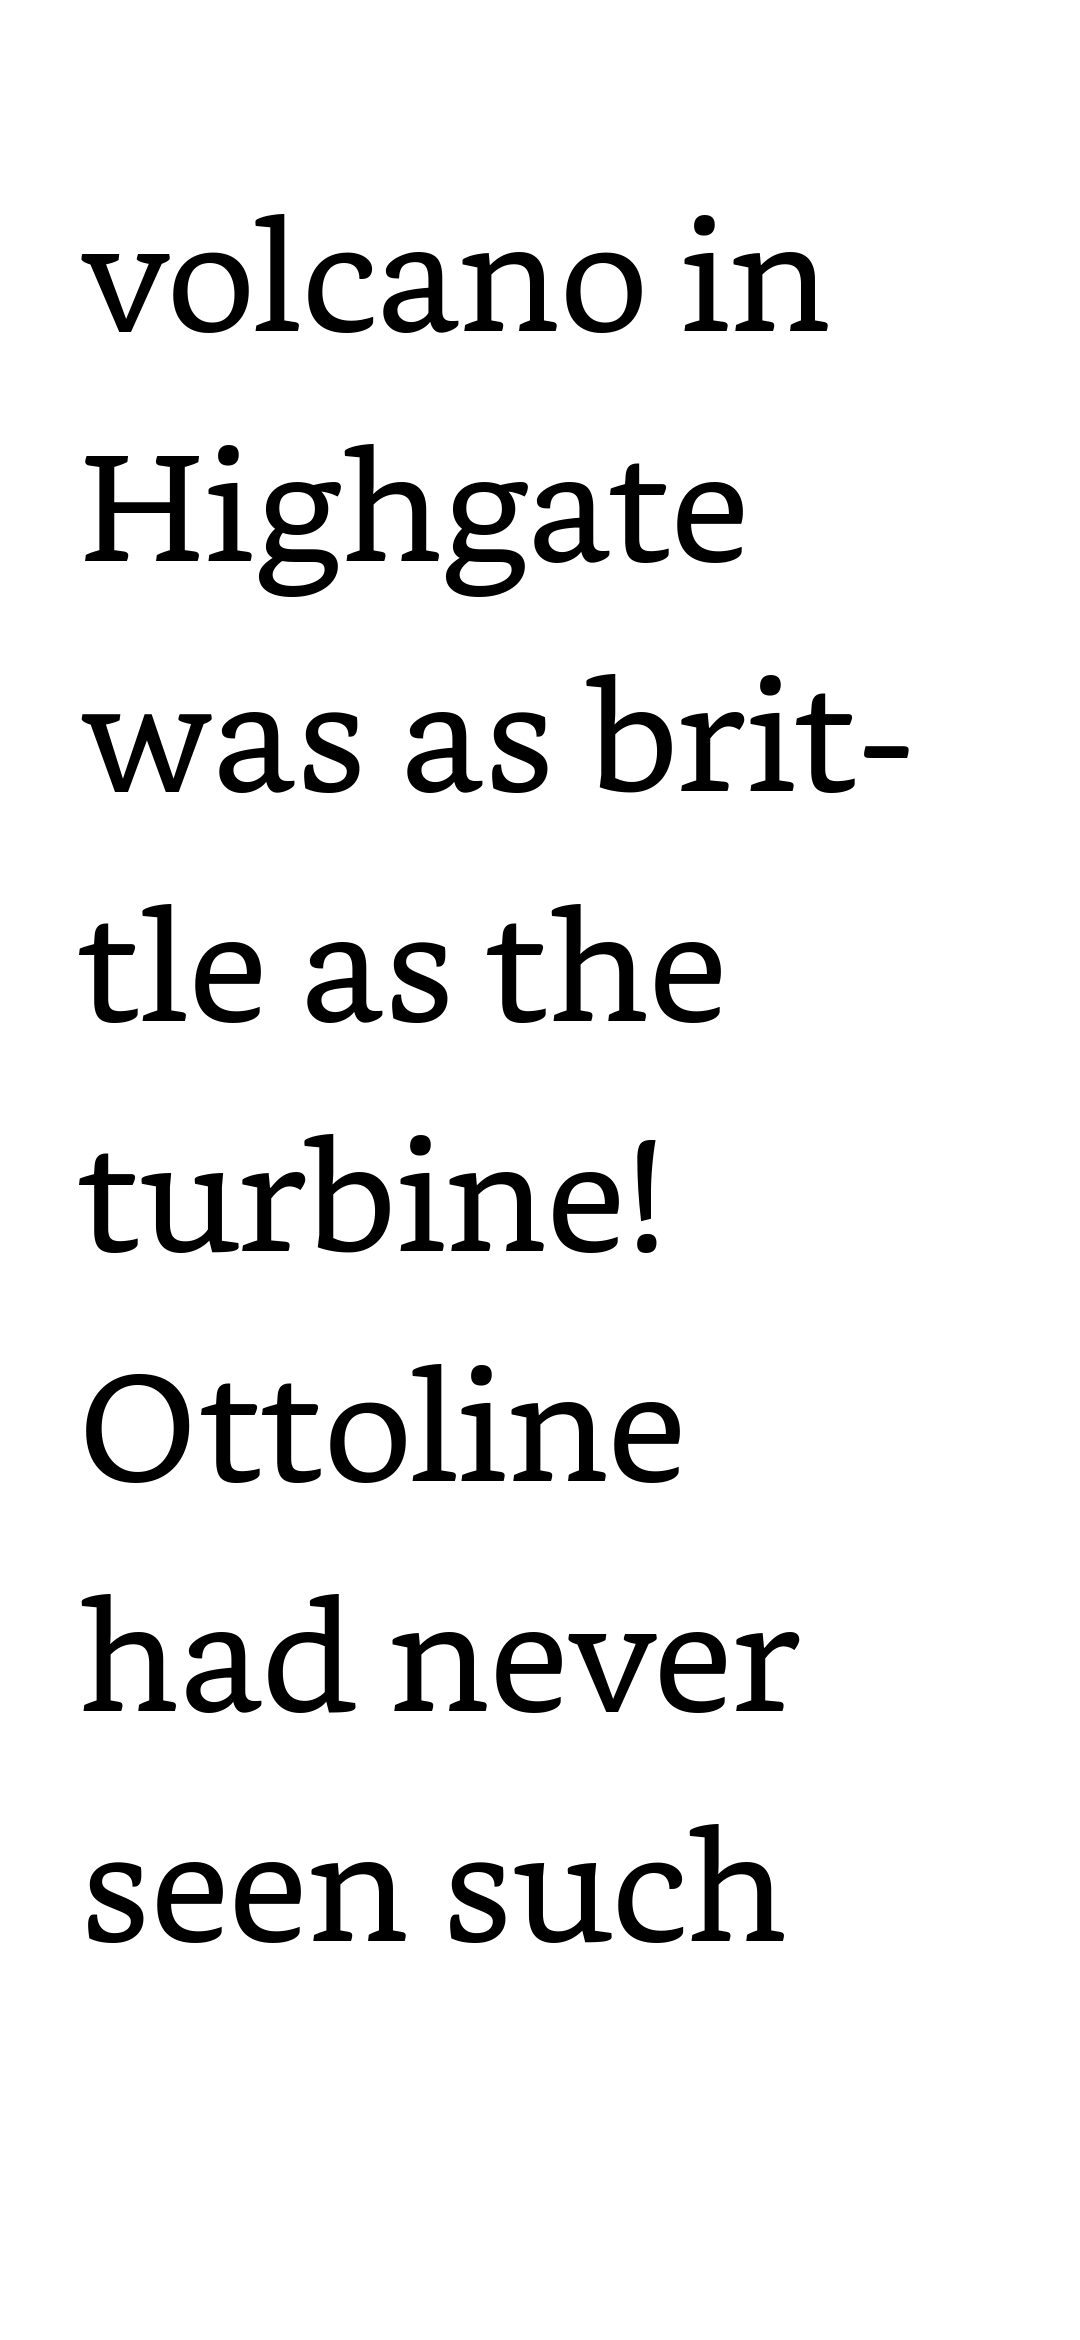 volcano in
Highgate
was as brit-
tle as the
turbine!
Ottoline
had never
seen such